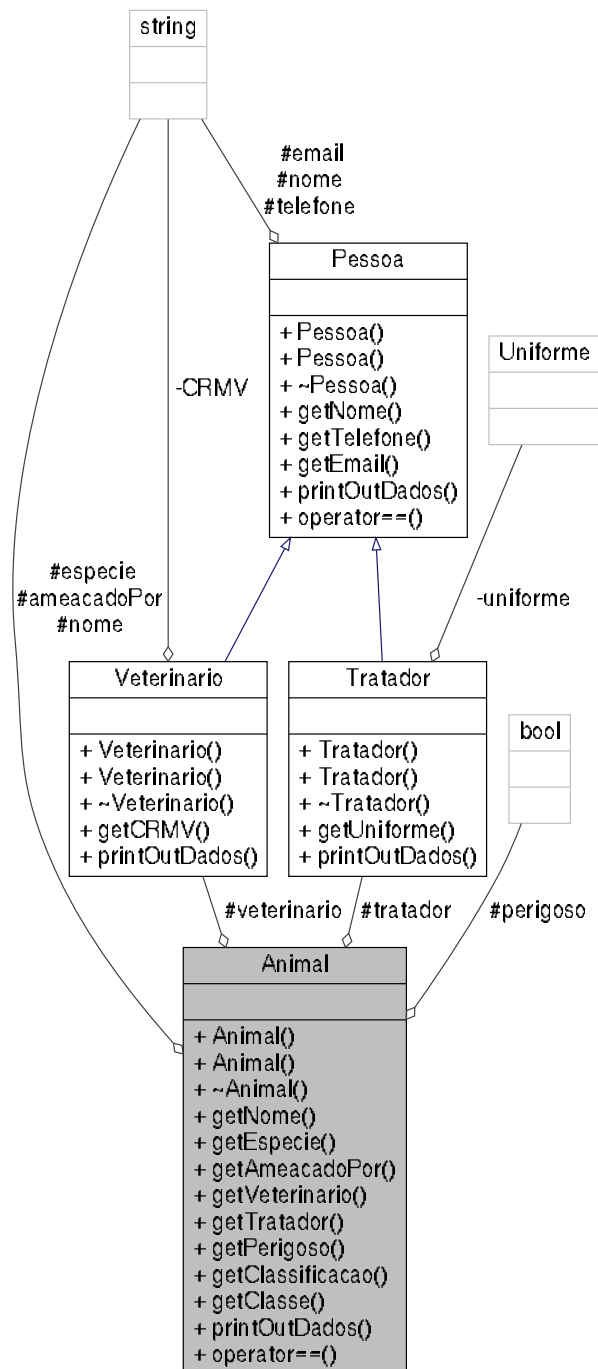 string
#email
#nome
#telefone
Pessoa
+ Pessoa()
+ Pessoa()
+ ~Pessoa()
+ getNome()
+ getTelefone()
+ getEmail()
+ printOutDados()
+ operator==()
Uniforme
-CRMV
#especie
#ameacadoPor
#nome
-uniforme
Veterinario
+ Veterinario()
+ Veterinario()
+ ~Veterinario()
+ getCRMV()
+ printOutDados()
Tratador
+ Tratador()
+ Tratador()
+ ~Tratador()
+ getUniforme()
+ printOutDados()
bool
#veterinario
#tratador
#perigoso
Animal
+ Animal()
+ Animal()
+ ~Animal()
+ getNome()
+ getEspecie()
+ getAmeacadoPor()
+ getVeterinario()
+ getTratador()
+ getPerigoso()
+ getClassificacao()
+ getClasse()
+ printOutDados()
+ operator==()